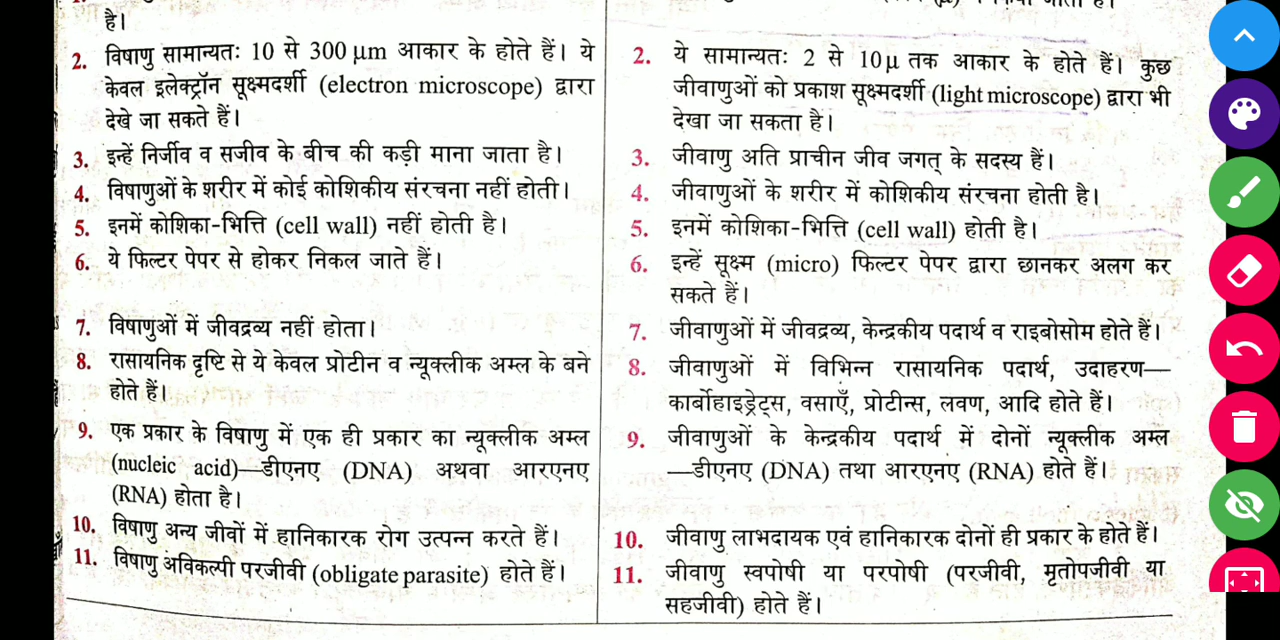 है।
2. विषाणु सामान्यतः 10 से 300 µm आकार के होते हैं। ये
केवल इलेक्ट्रॉन सूक्ष्मदर्शी (electron microscope) द्वारा
देखे जा सकते हैं।
3. इन्हें निर्जीव व सजीव के बीच की कड़ी माना जाता है।
4. विषाणुओं के शरीर में कोई कोशिकीय संरचना नहीं होती।
5. इनमें कोशिका-भित्ति (cell wall) नहीं होती है।
6. ये फिल्टर पेपर से होकर निकल जाते हैं।
7. विषाणुओं में जीवद्रव्य नहीं होता।
8. रासायनिक दृष्टि से ये केवल प्रोटीन व न्यूक्लीक अम्ल के बने
होते हैं।
9. एक प्रकार के विषाणु में एक ही प्रकार का न्यूक्लीक अम्ल
(nucleic acid)—डीएनए (DNA) अथवा आरएनए
(RNA) होता है।
10. विषाणु अन्य जीवों में हानिकारक रोग उत्पन्न करते हैं।
11. विषाणु अविकल्पी परजीवी (obligate parasite) होते हैं।
2. ये सामान्यतः 2 से 10µ तक आकार के होते हैं। कुछ
जीवाणुओं को प्रकाश सूक्ष्मदर्शी (light microscope) द्वारा भी
देखा जा सकता है।
3. जीवाणु अति प्राचीन जीव जगत् के सदस्य हैं।
4. जीवाणुओं के शरीर में कोशिकीय संरचना होती है।
5. इनमें कोशिका-भित्ति (cell wall) होती है।
6. इन्हें सूक्ष्म (micro) फिल्टर पेपर द्वारा छानकर अलग कर
सकते हैं।
7. जीवाणुओं में जीवद्रव्य, केन्द्रकीय पदार्थ व राइबोसोम होते हैं।
8. जीवाणुओं में विभिन्न रासायनिक पदार्थ, उदाहरण—
कार्बोहाइड्रेट्स, वसाएँ, प्रोटीन्स, लवण, आदि होते हैं।
9. जीवाणुओं के केन्द्रकीय पदार्थ में दोनों न्यूक्लीक अम्ल
—डीएनए (DNA) तथा आरएनए (RNA) होते हैं।
10. जीवाणु लाभदायक एवं हानिकारक दोनों ही प्रकार के होते हैं।
11. जीवाणु स्वपोषी या परपोषी (परजीवी, मृतोपजीवी या
सहजीवी) होते हैं।